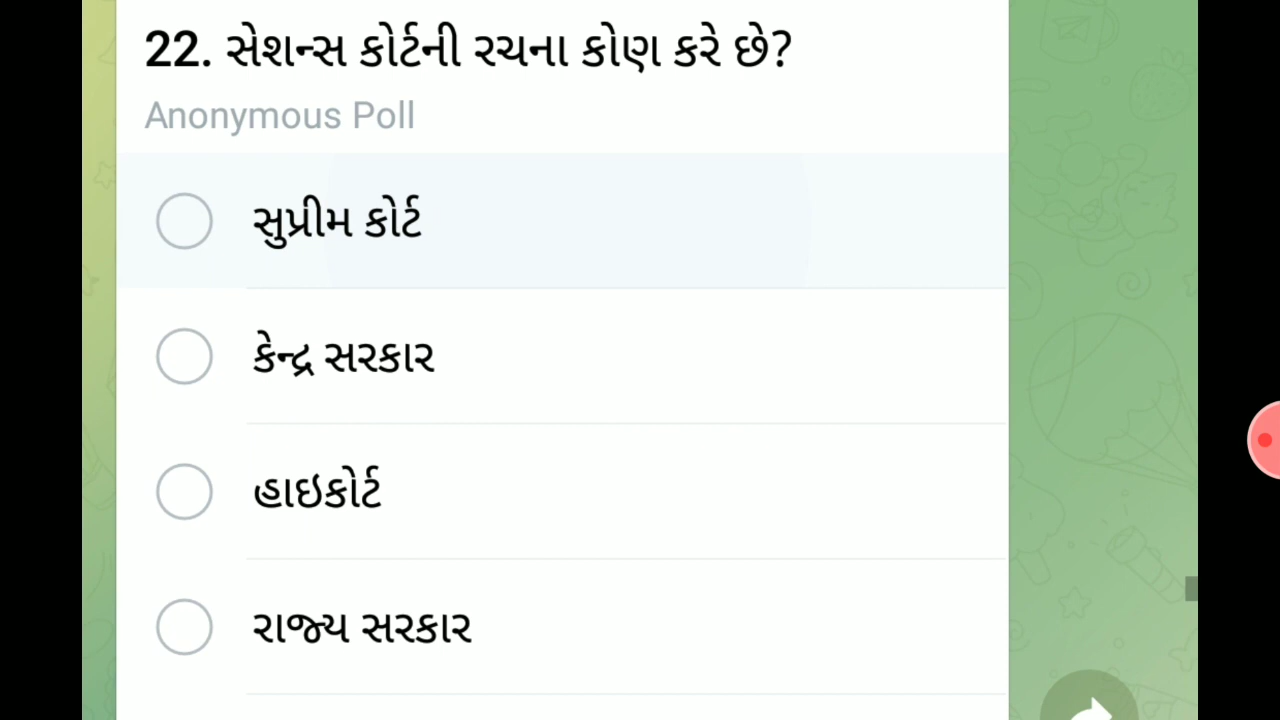 22. સેશન્સ કોર્ટની રચના કોણ કરે છે?
Anonymous Poll
સુપ્રીમ કોર્ટ
કેન્દ્ર સરકાર
હાઇકોર્ટ
રાજ્ય સરકાર